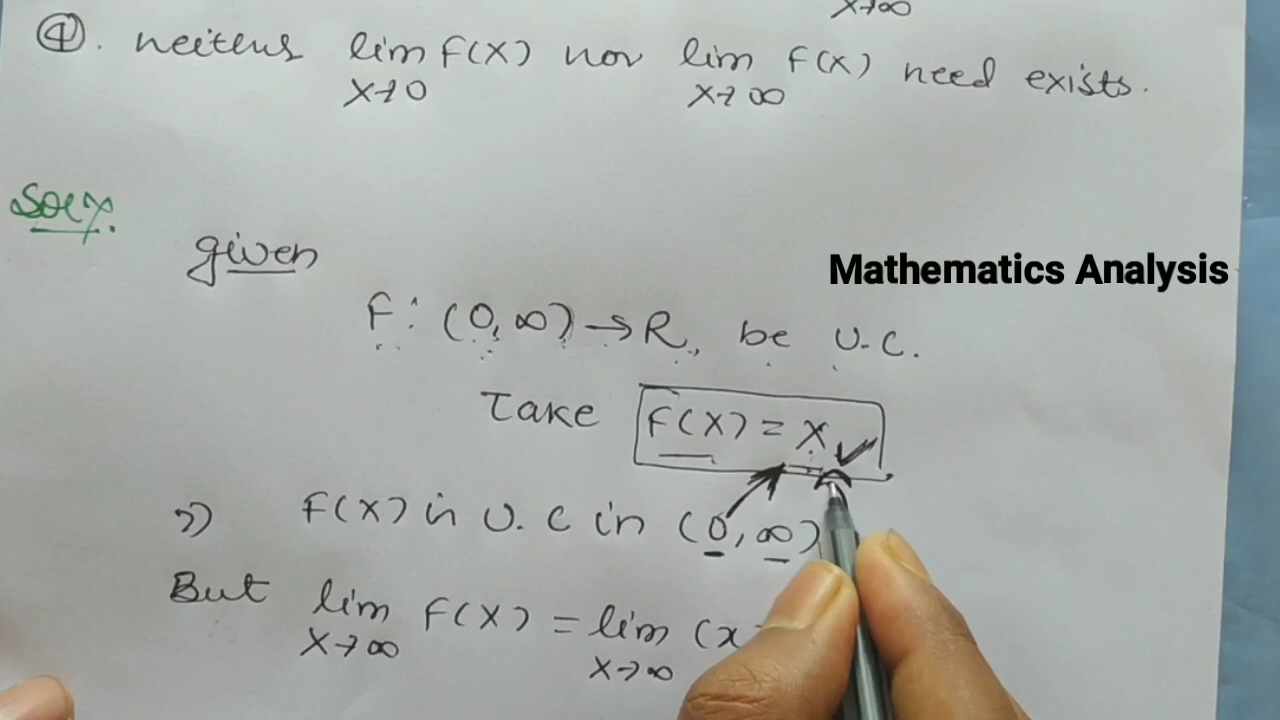 x→∞
④. neither lim f(x) nor lim f(x) need exists.
x→0 x→∞
Soln.
given
Mathematics Analysis
F: (0,∞)→R, be U.C.
Take f(x) = x ✓
⇒ F(x) is U.C in (0, ∞)
But lim F(x) = lim (x
x→∞ x→∞